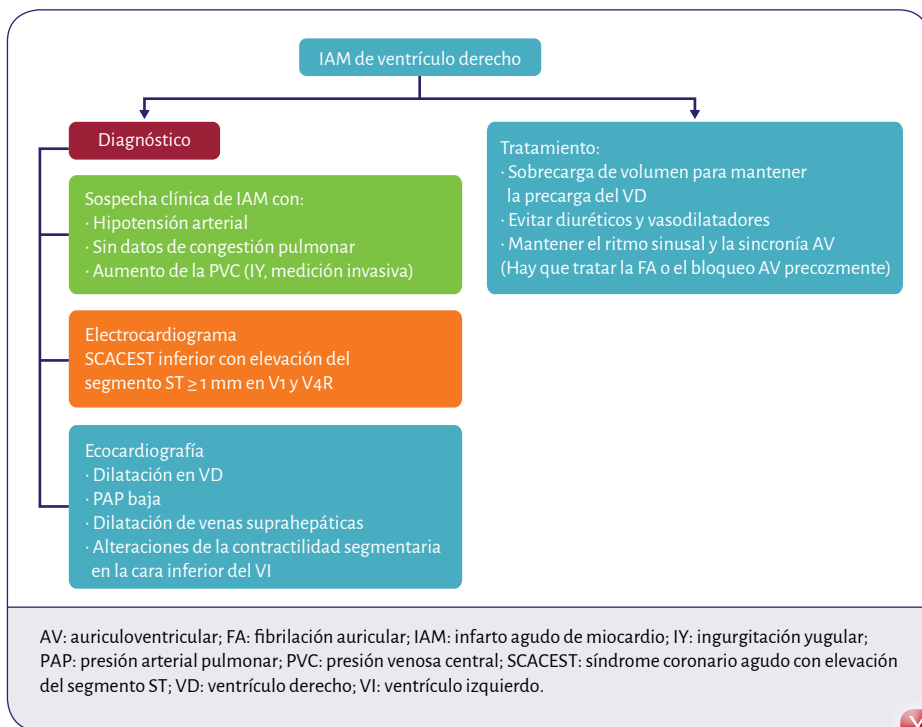 IAM de ventrículo derecho
Diagnóstico
Sospecha clínica de IAM con:
· Hipotensión arterial
· Sin datos de congestión pulmonar
· Aumento de la PVC (IY, medición invasiva)
Electrocardiograma
SCACEST inferior con elevación del
segmento ST ≥ 1 mm en V1 y V4R
Ecocardiografía
· Dilatación en VD
· PAP baja
· Dilatación de venas suprahepáticas
· Alteraciones de la contractilidad segmentaria
en la cara inferior del VI
Tratamiento:
· Sobrecarga de volumen para mantener
la precarga del VD
· Evitar diuréticos y vasodilatadores
· Mantener el ritmo sinusal y la sincronía AV
(Hay que tratar la FA o el bloqueo AV precozmente)
AV: auriculoventricular; FA: fibrilación auricular; IAM: infarto agudo de miocardio; IY: ingurgitación yugular;
PAP: presión arterial pulmonar; PVC: presión venosa central; SCACEST: síndrome coronario agudo con elevación
del segmento ST; VD: ventrículo derecho; VI: ventrículo izquierdo.